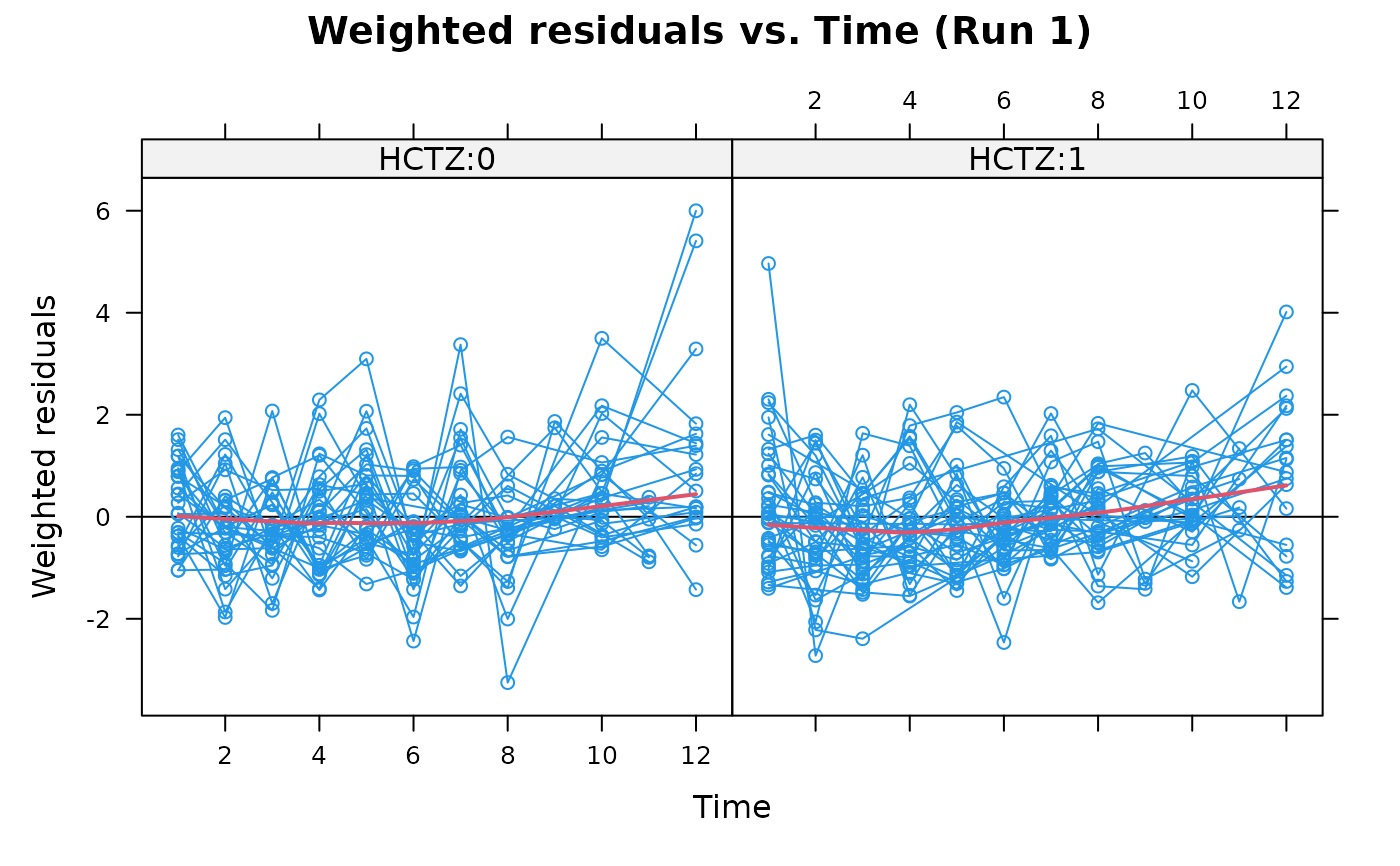 Weighted residuals vs. Time (Run 1)
2 4 6 8 10 12
HCTZ:0 HCTZ:1
6
4
2
0
-2
Weighted residuals
2 4 6 8 10 12
Time